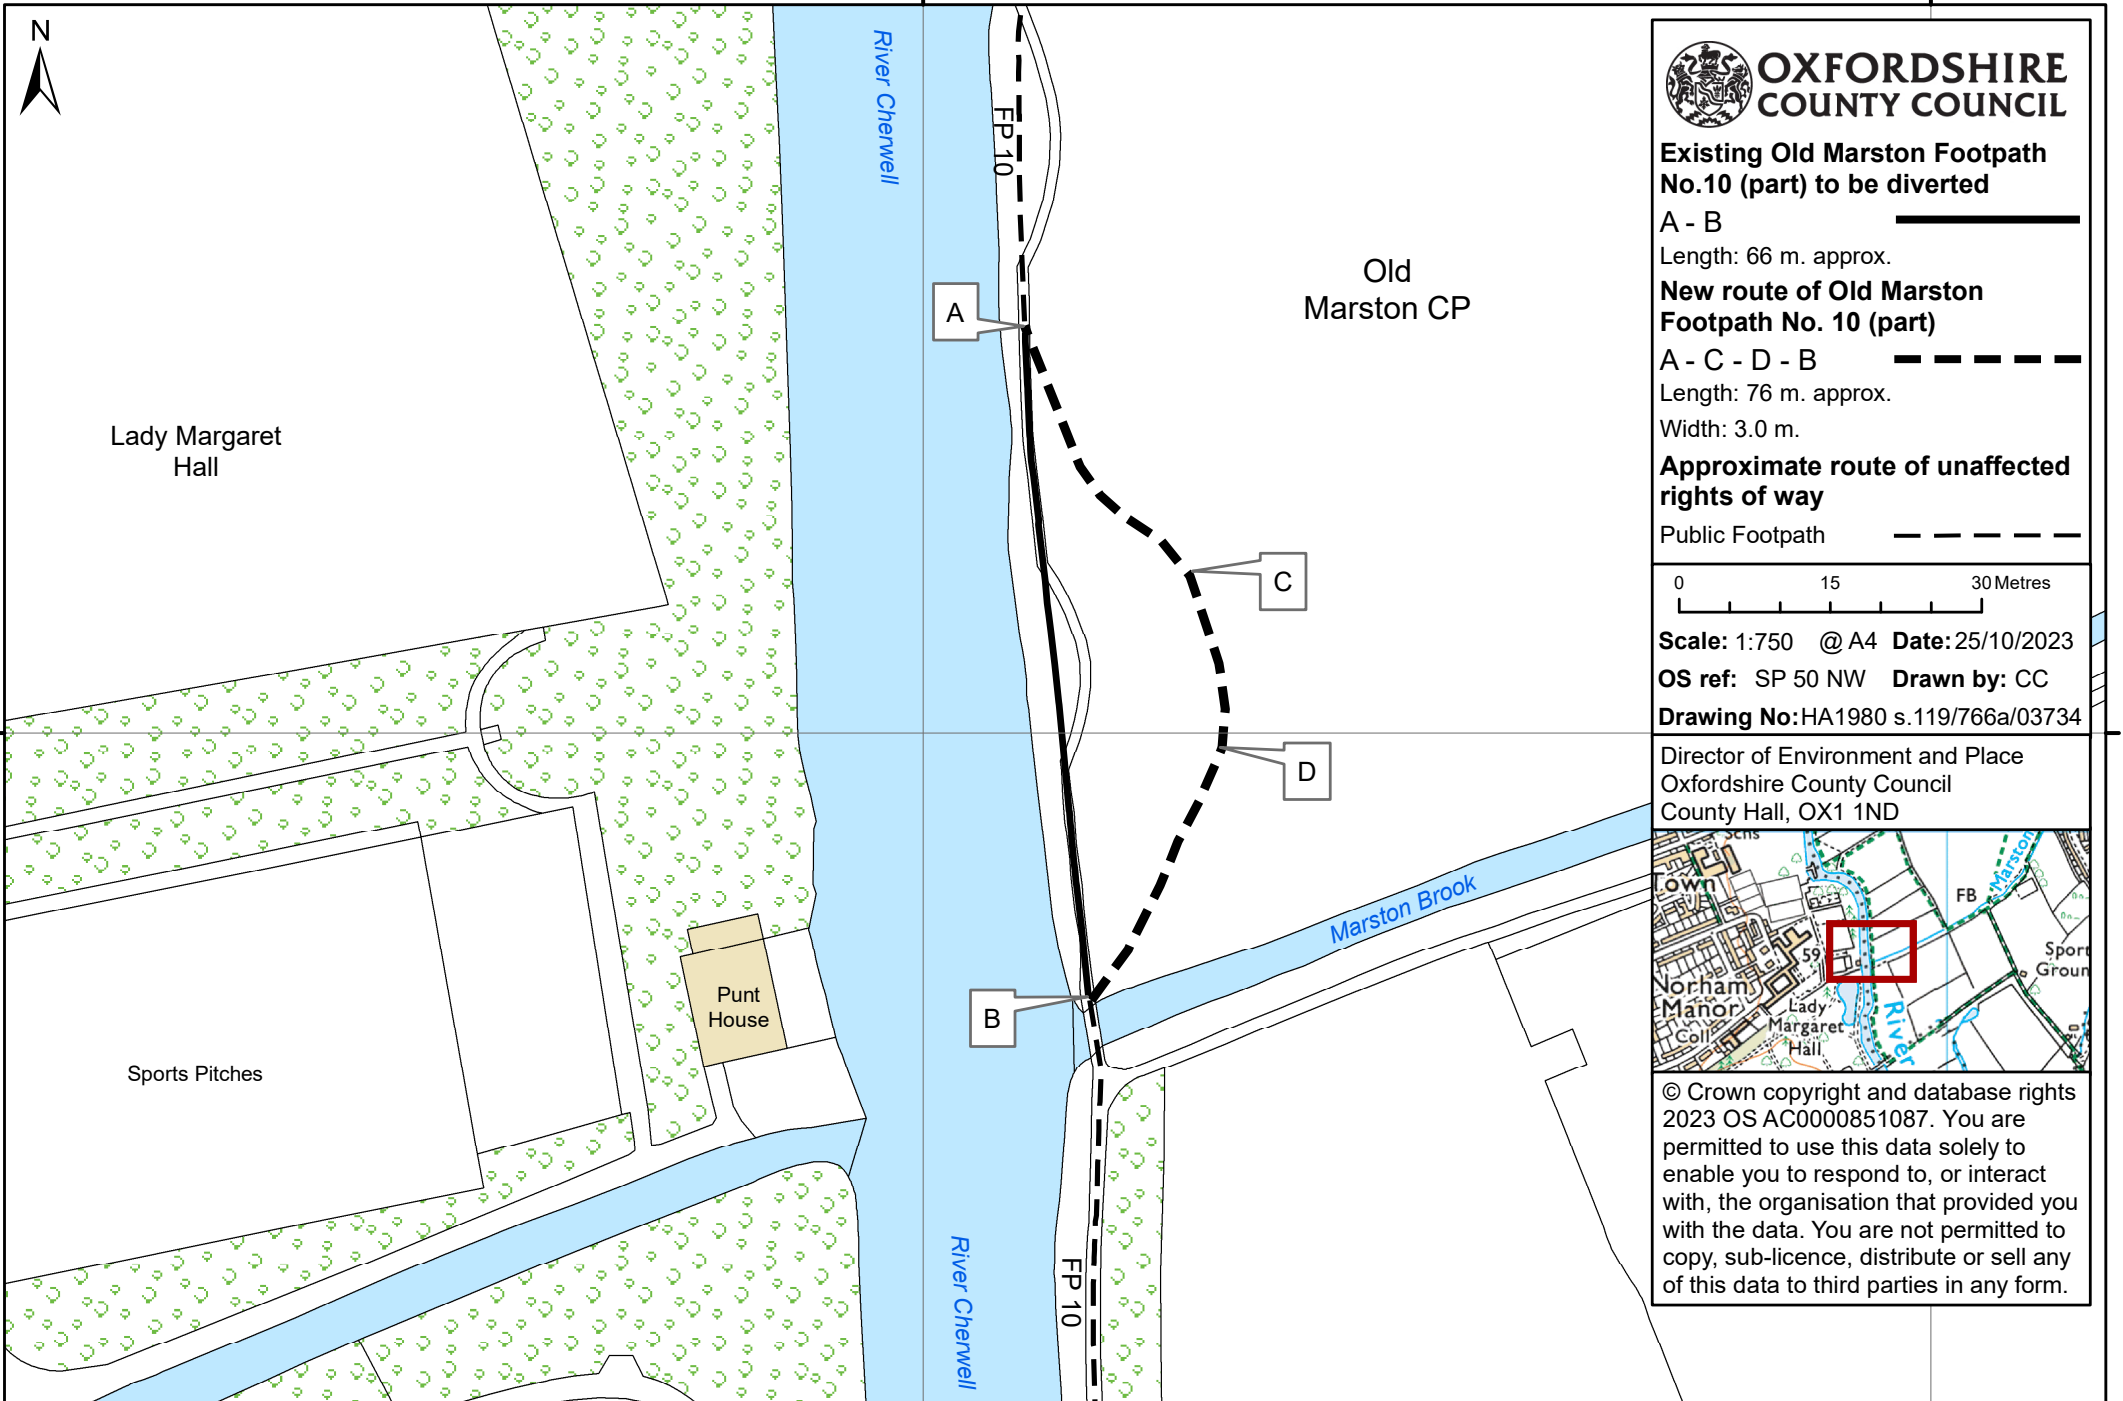 N
River Cherwell
FP 10
A
Old
Marston CP
Lady Margaret
Hall
C
D
Marston Brook
B
Punt
House
Sports Pitches
River Cherwell
FP 10
OXFORDSHIRE
COUNTY COUNCIL
Existing Old Marston Footpath
No.10 (part) to be diverted
A - B
Length: 66 m. approx.
New route of Old Marston
Footpath No. 10 (part)
A - C - D - B
Length: 76 m. approx.
Width: 3.0 m.
Approximate route of unaffected
rights of way
Public Footpath
0 15 30 Metres
Scale: 1:750 @ A4 Date: 25/10/2023
OS ref: SP 50 NW Drawn by: CC
Drawing No: HA1980 s.119/766a/03734
Director of Environment and Place
Oxfordshire County Council
County Hall, OX1 1ND
Schs
Town
Marston
FB
59
Sport
Groun
Norham
Manor
Coll
Lady
Margaret
Hall
River
© Crown copyright and database rights
2023 OS AC0000851087. You are
permitted to use this data solely to
enable you to respond to, or interact
with, the organisation that provided you
with the data. You are not permitted to
copy, sub-licence, distribute or sell any
of this data to third parties in any form.